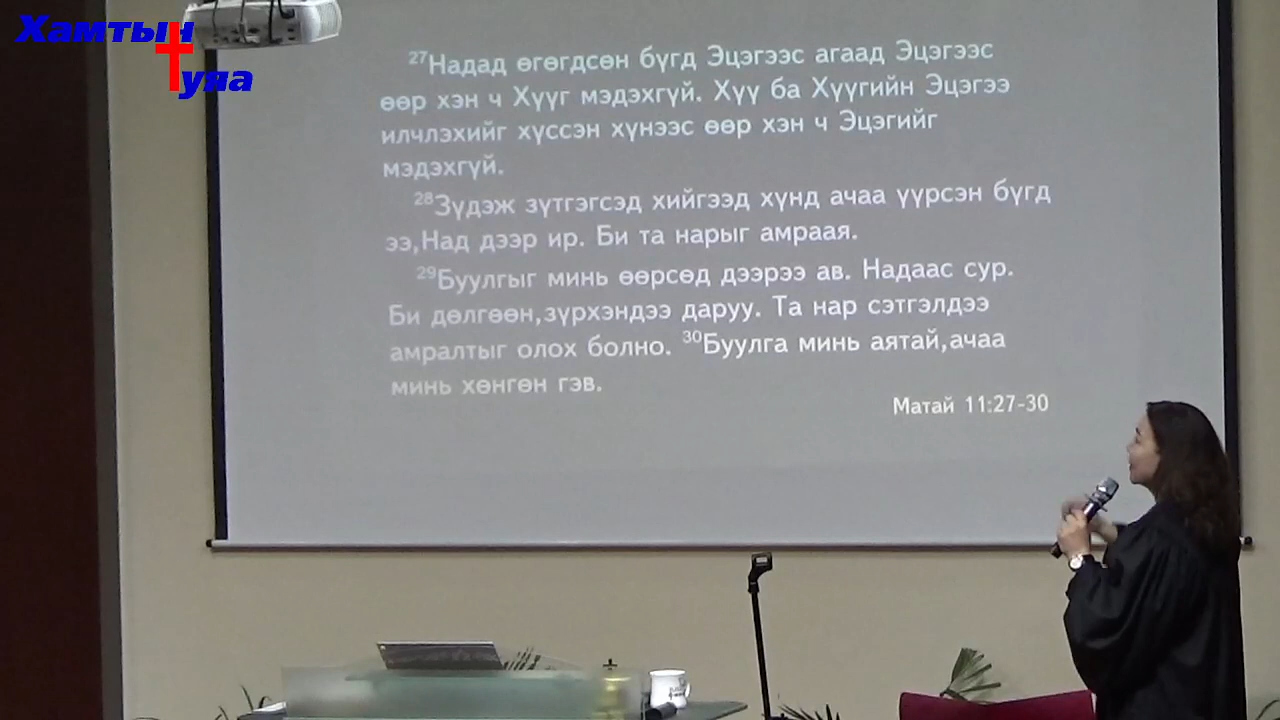 Хамтын
туяа
²⁷Надад өгөгдсөн бүгд Эцэгээс агаад Эцэгээс
өөр хэн ч Хүүг мэдэхгүй. Хүү ба Хүүгийн Эцэгээ
илчлэхийг хүссэн хүнээс өөр хэн ч Эцэгийг
мэдэхгүй.
²⁸Зүдэж зүтгэгсэд хийгээд хүнд ачаа үүрсэн бүгд
ээ,Над дээр ир. Би та нарыг амраая.
²⁹Буулгыг минь өөрсөд дээрээ ав. Надаас сур.
Би дөлгөөн,зүрхэндээ даруу. Та нар сэтгэлдээ
амралтыг олох болно. ³⁰Буулга минь аятай,ачаа
минь хөнгөн гэв.
Матай 11:27-30